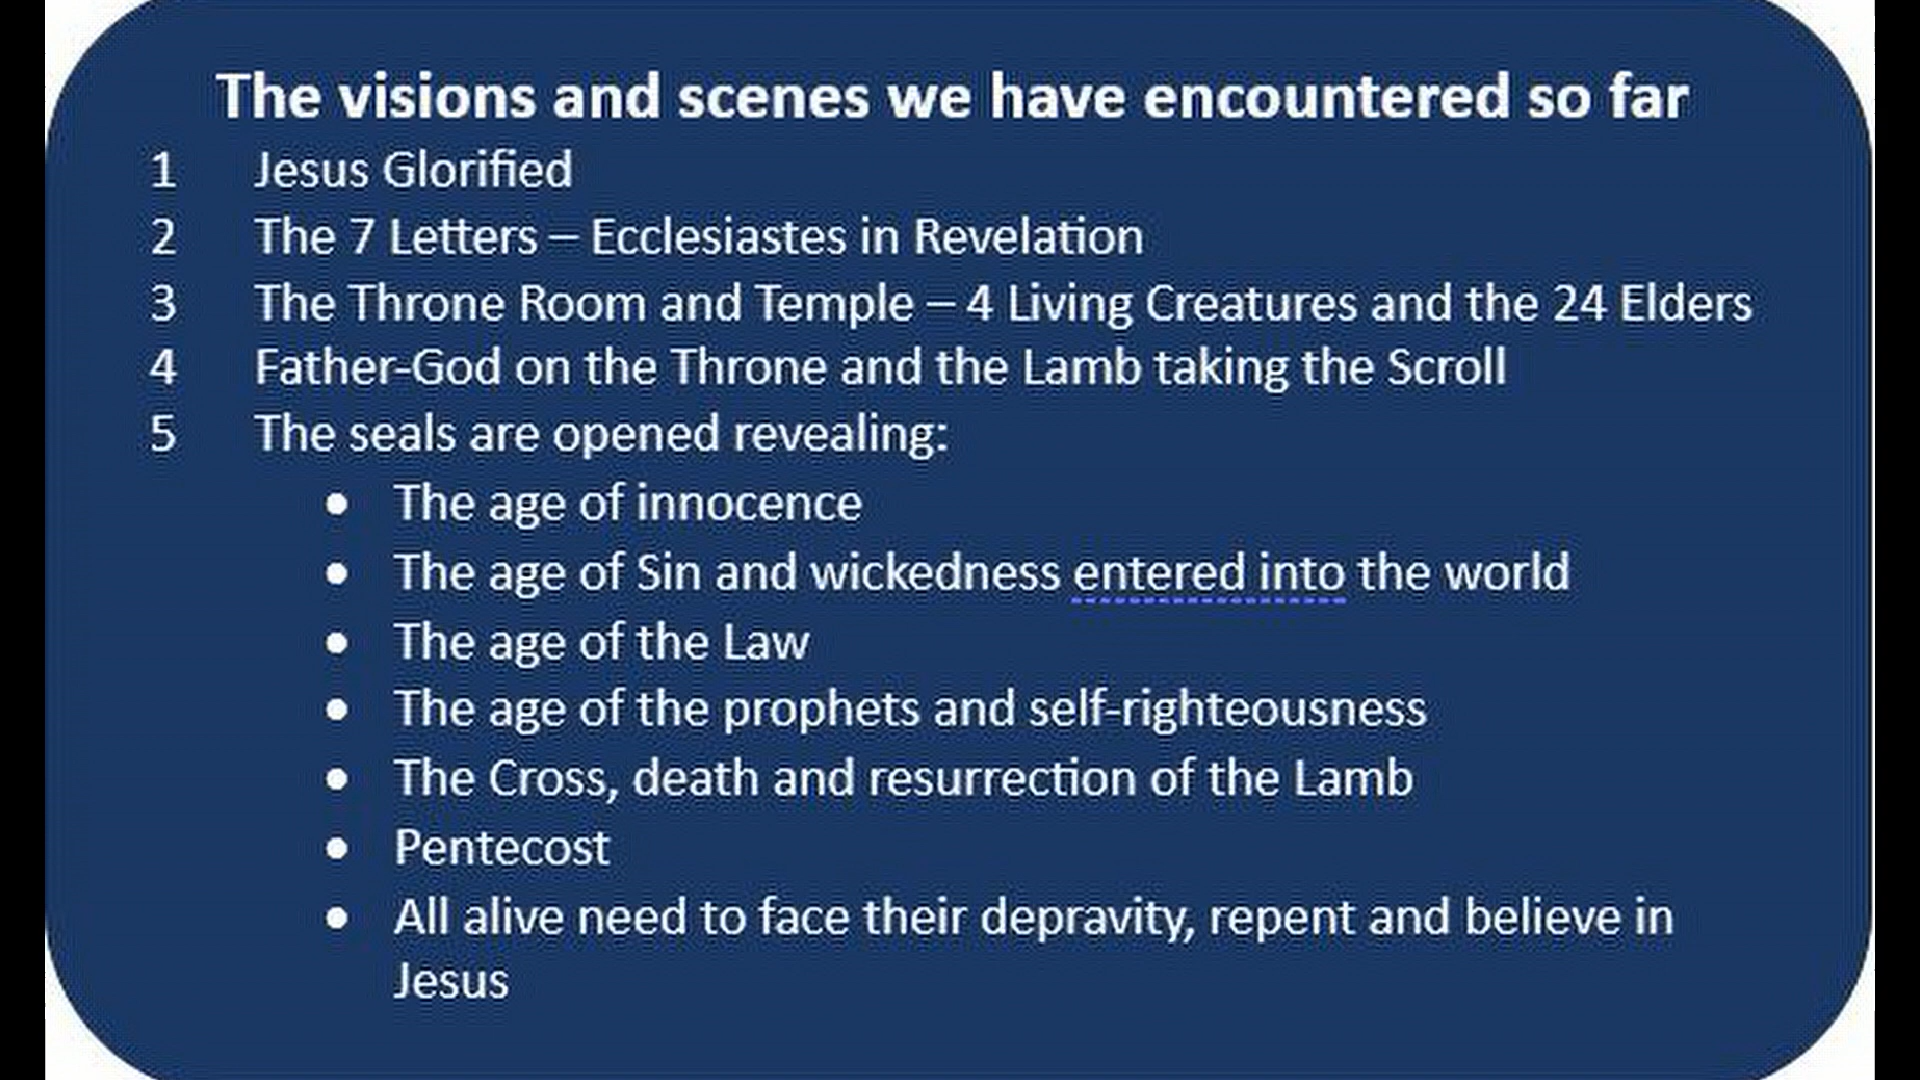 The visions and scenes we have encountered so far
1 Jesus Glorified
2 The 7 Letters – Ecclesiastes in Revelation
3 The Throne Room and Temple – 4 Living Creatures and the 24 Elders
4 Father-God on the Throne and the Lamb taking the Scroll
5 The seals are opened revealing:
• The age of innocence
• The age of Sin and wickedness entered into the world
• The age of the Law
• The age of the prophets and self-righteousness
• The Cross, death and resurrection of the Lamb
• Pentecost
• All alive need to face their depravity, repent and believe in
Jesus